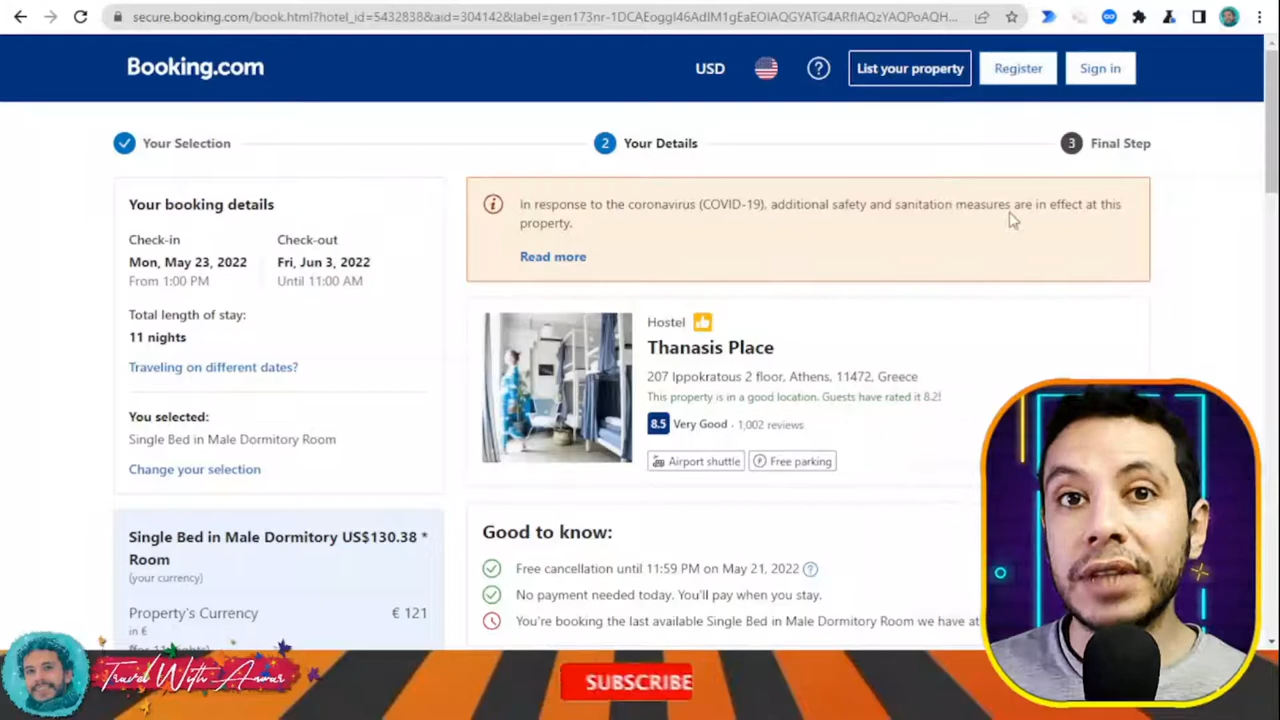 secure.booking.com/book.html?hotel_id=5432838&aid=304142&label=gen173nr-1DCAEoggI46AdIM1gEaEOIAQGYATG4ARfIAQzYAQPoAQH...
Booking.com
USD
List your property
Register
Sign in
Your Selection
2 Your Details
3 Final Step
Your booking details
Check-in
Check-out
Mon, May 23, 2022
Fri, Jun 3, 2022
From 1:00 PM
Until 11:00 AM
Total length of stay:
11 nights
Traveling on different dates?
You selected:
Single Bed in Male Dormitory Room
Change your selection
Single Bed in Male Dormitory US$130.38 *
Room
(your currency)
Property's Currency € 121
in €
In response to the coronavirus (COVID-19), additional safety and sanitation measures are in effect at this
property.
Read more
Hostel
Thanasis Place
207 Ippokratous 2 floor, Athens, 11472, Greece
This property is in a good location. Guests have rated it 8.2!
8.5 Very Good · 1,002 reviews
Airport shuttle
Free parking
Good to know:
Free cancellation until 11:59 PM on May 21, 2022
No payment needed today. You'll pay when you stay.
You're booking the last available Single Bed in Male Dormitory Room we have at
Travel With Anouar
SUBSCRIBE